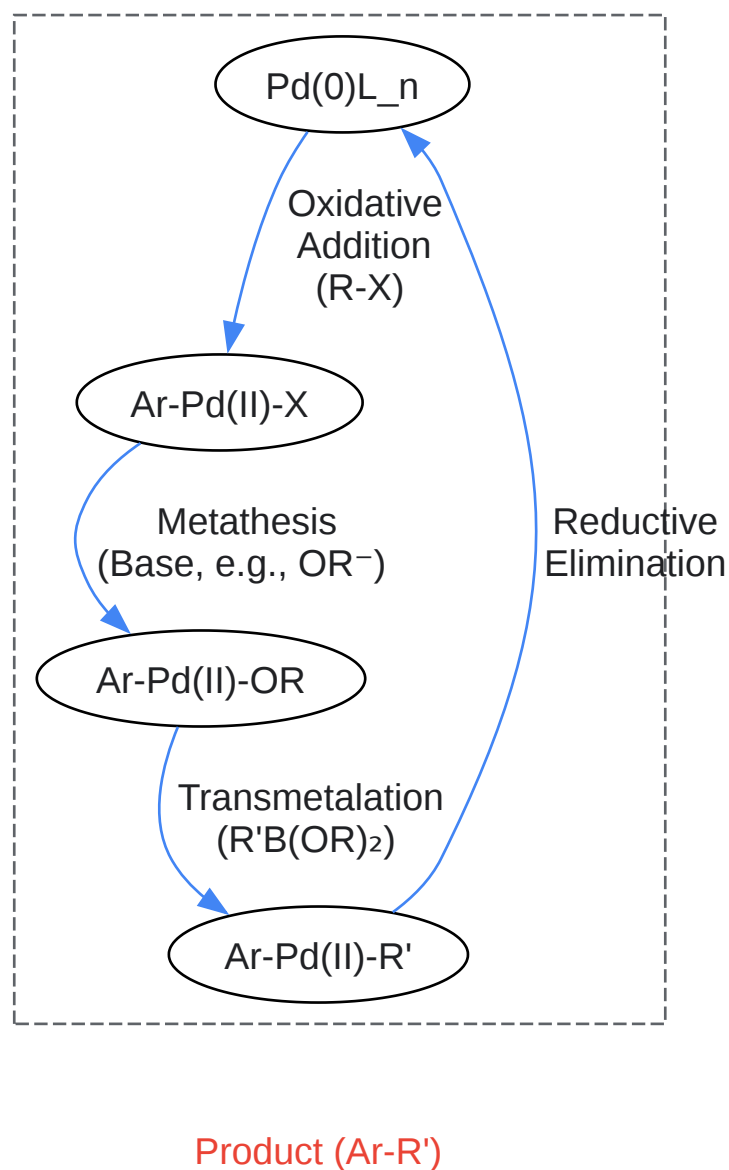 Pd(0)L_n
Oxidative
Addition
(R-X)
Ar-Pd(II)-X
Metathesis
(Base, e.g., OR⁻)
Reductive
Elimination
Ar-Pd(II)-OR
Transmetalation
(R'B(OR)₂)
Ar-Pd(II)-R'
Product (Ar-R')